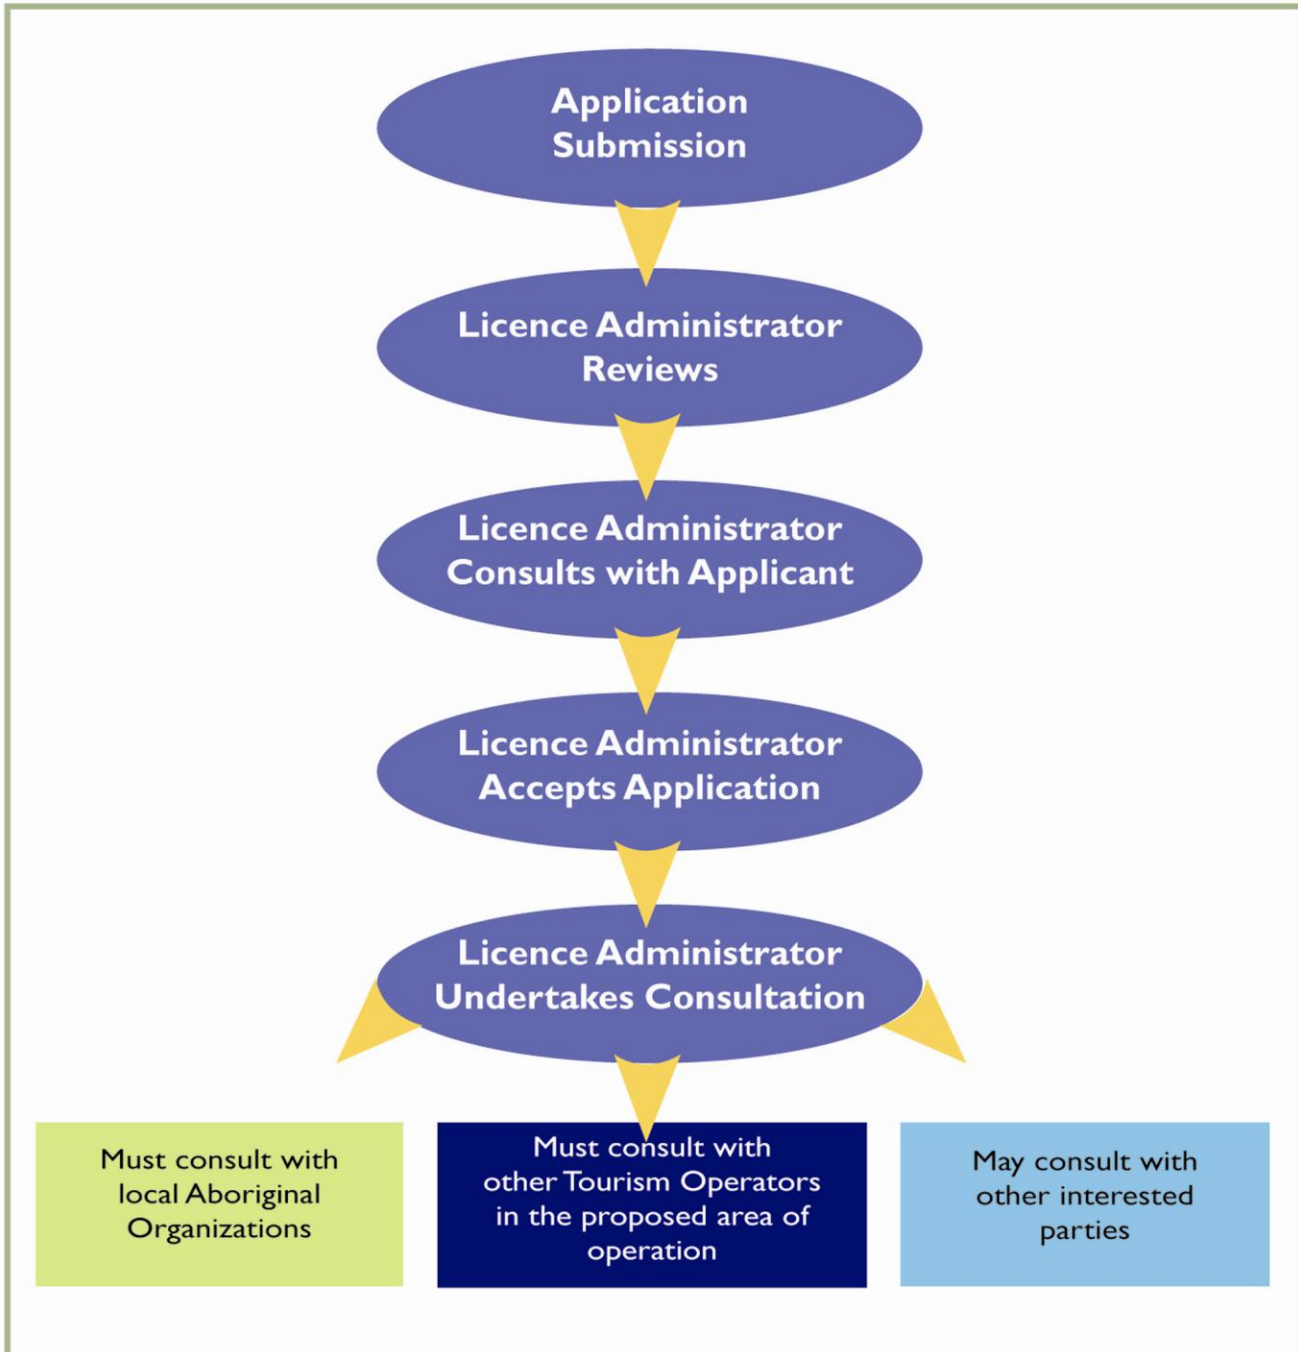 Application
Submission
Licence Administrator
Reviews
Licence Administrator
Consults with Applicant
Licence Administrator
Accepts Application
Licence Administrator
Undertakes Consultation
Must consult with
local Aboriginal
Organizations
Must consult with
other Tourism Operators
in the proposed area of
operation
May consult with
other interested
parties